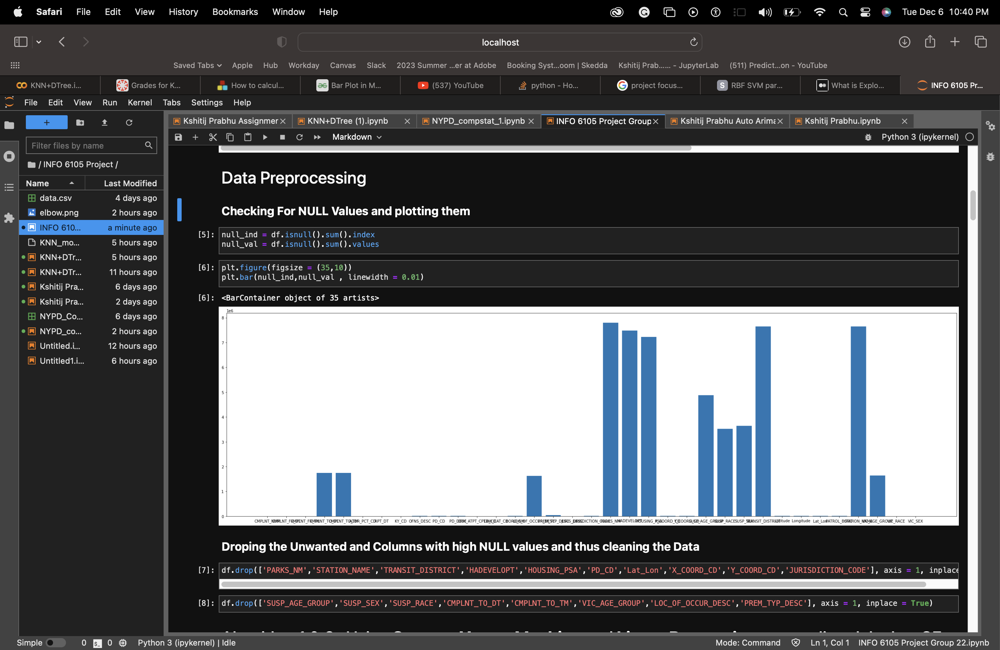 Safari File Edit View History Bookmarks Window Help Tue Dec 6 10:40 PM
localhost
Saved Tabs Apple Hub Workday Canvas Slack 2023 Summer ...er at Adobe Booking Syst...oom | Skedda Kshitij Prab...... - JupyterLab (511) Predict...on - YouTube
KNN+DTree.i... Grades for K... How to calcul... Bar Plot in M... (537) YouTube python - Ho... project focus... RBF SVM par... What is Explo... INFO 6105 Pr...
File Edit View Run Kernel Tabs Settings Help
Kshitij Prabhu Assignmer KNN+DTree (1).ipynb NYPD_compstat_1.ipynb INFO 6105 Project Group Kshitij Prabhu Auto Arima Kshitij Prabhu.ipynb
Markdown Python 3 (ipykernel)
Filter files by name
/ INFO 6105 Project /
Name Last Modified
data.csv 4 days ago
elbow.png 2 hours ago
INFO 610... a minute ago
KNN_mo... 5 hours ago
KNN+DTr... 5 hours ago
KNN+DTr... 11 hours ago
Kshitij Pra... 6 days ago
Kshitij Pra... 2 days ago
NYPD_Co... 6 days ago
NYPD_co... 2 hours ago
Untitled.i... 12 hours ago
Untitled1.i... 6 hours ago
Data Preprocessing
Checking For NULL Values and plotting them
[5]: null_ind = df.isnull().sum().index
null_val = df.isnull().sum().values
[6]: plt.figure(figsize = (35,10))
plt.bar(null_ind,null_val , linewidth = 0.01)
[6]: <BarContainer object of 35 artists>
1e6
8
7
6
5
4
3
2
1
0
KY_CD OFNS_DESC PD_CD Longitude VIC_SEX
Droping the Unwanted and Columns with high NULL values and thus cleaning the Data
[7]: df.drop(['PARKS_NM','STATION_NAME','TRANSIT_DISTRICT','HADEVELOPT','HOUSING_PSA','PD_CD','Lat_Lon','X_COORD_CD','Y_COORD_CD','JURISDICTION_CODE'], axis = 1, inplace
[8]: df.drop(['SUSP_AGE_GROUP','SUSP_SEX','SUSP_RACE','CMPLNT_TO_DT','CMPLNT_TO_TM','VIC_AGE_GROUP','LOC_OF_OCCUR_DESC','PREM_TYP_DESC'], axis = 1, inplace = True)
Simple 0 $_ 0 Python 3 (ipykernel) | Idle Mode: Command Ln 1, Col 1 INFO 6105 Project Group 22.ipynb